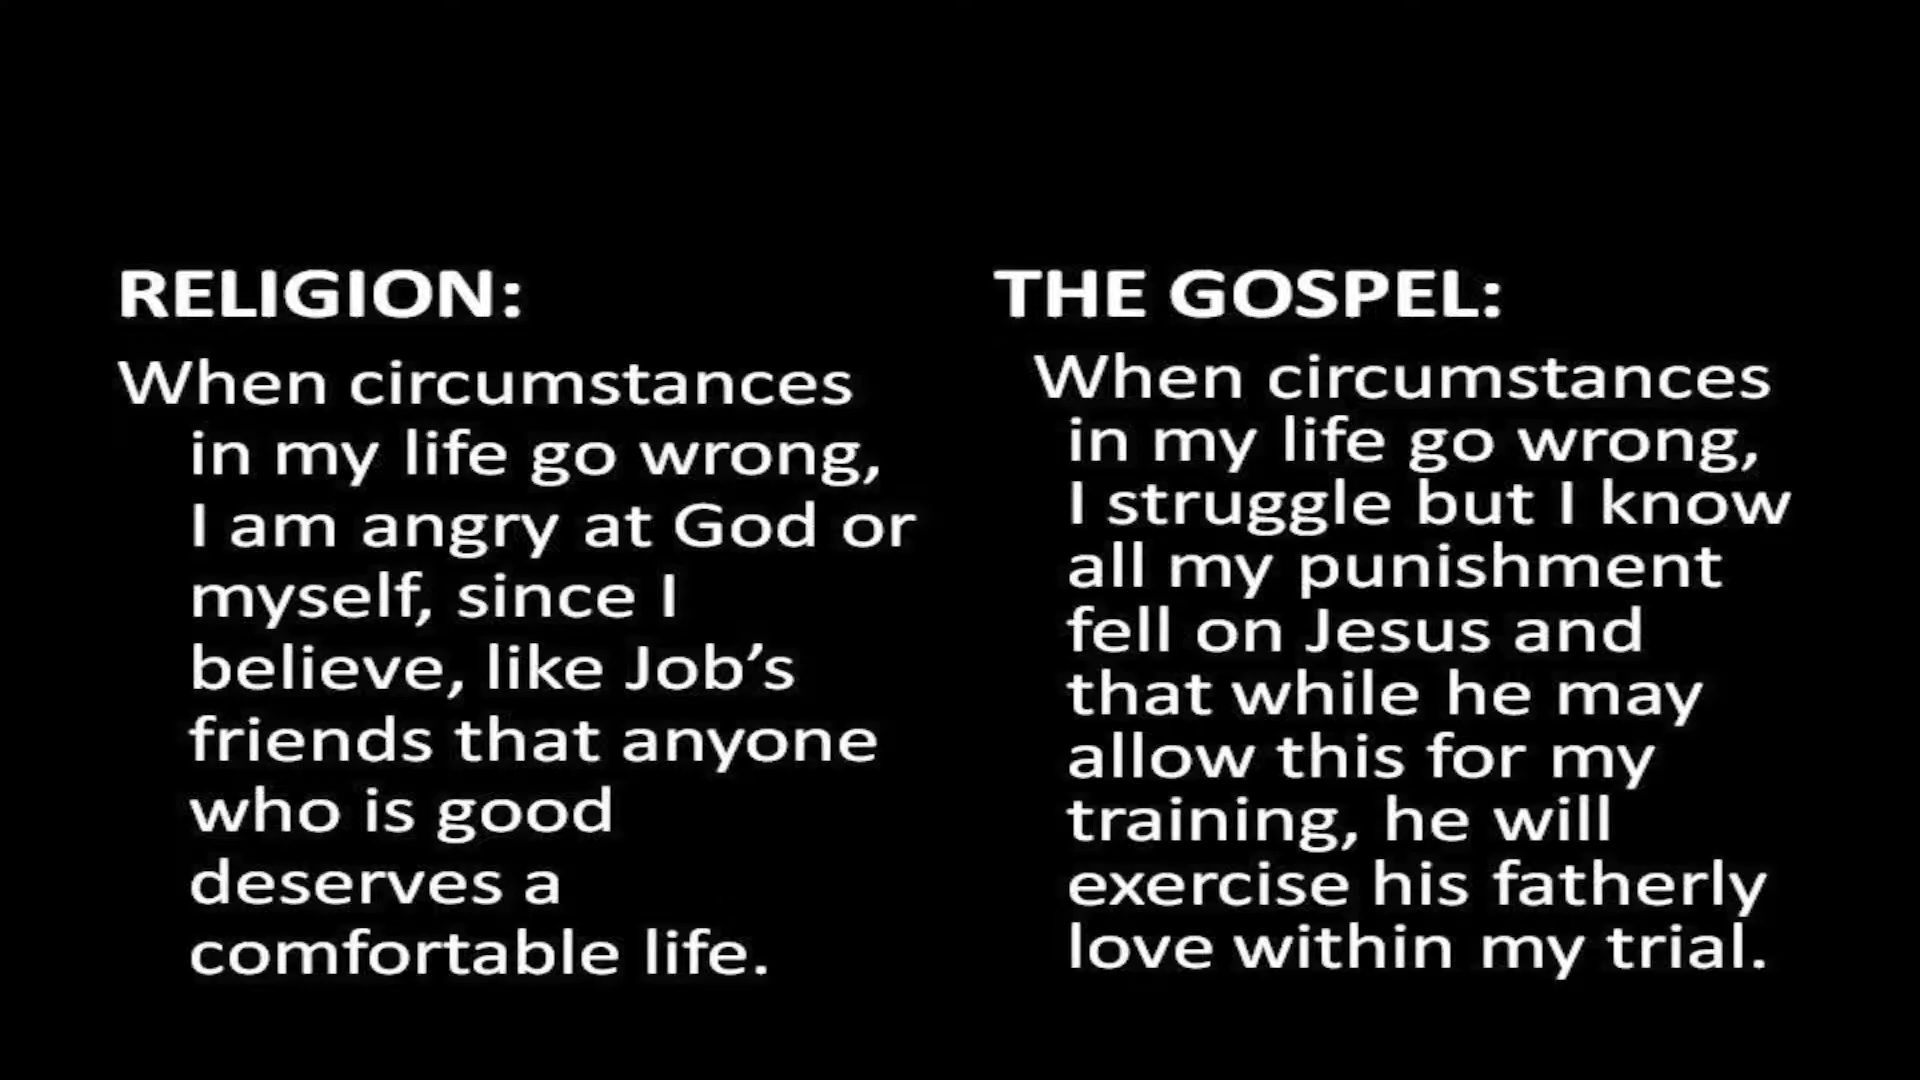 RELIGION:
When circumstances
in my life go wrong,
I am angry at God or
myself, since I
believe, like Job’s
friends that anyone
who is good
deserves a
comfortable life.
THE GOSPEL:
When circumstances
in my life go wrong,
I struggle but I know
all my punishment
fell on Jesus and
that while he may
allow this for my
training, he will
exercise his fatherly
love within my trial.